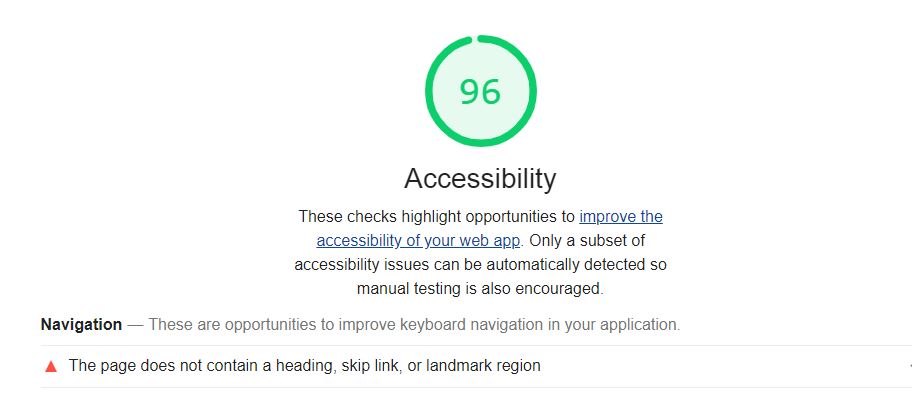 96
Accessibility
These checks highlight opportunities to improve the
accessibility of your web app. Only a subset of
accessibility issues can be automatically detected so
manual testing is also encouraged.
Navigation — These are opportunities to improve keyboard navigation in your application.
The page does not contain a heading, skip link, or landmark region